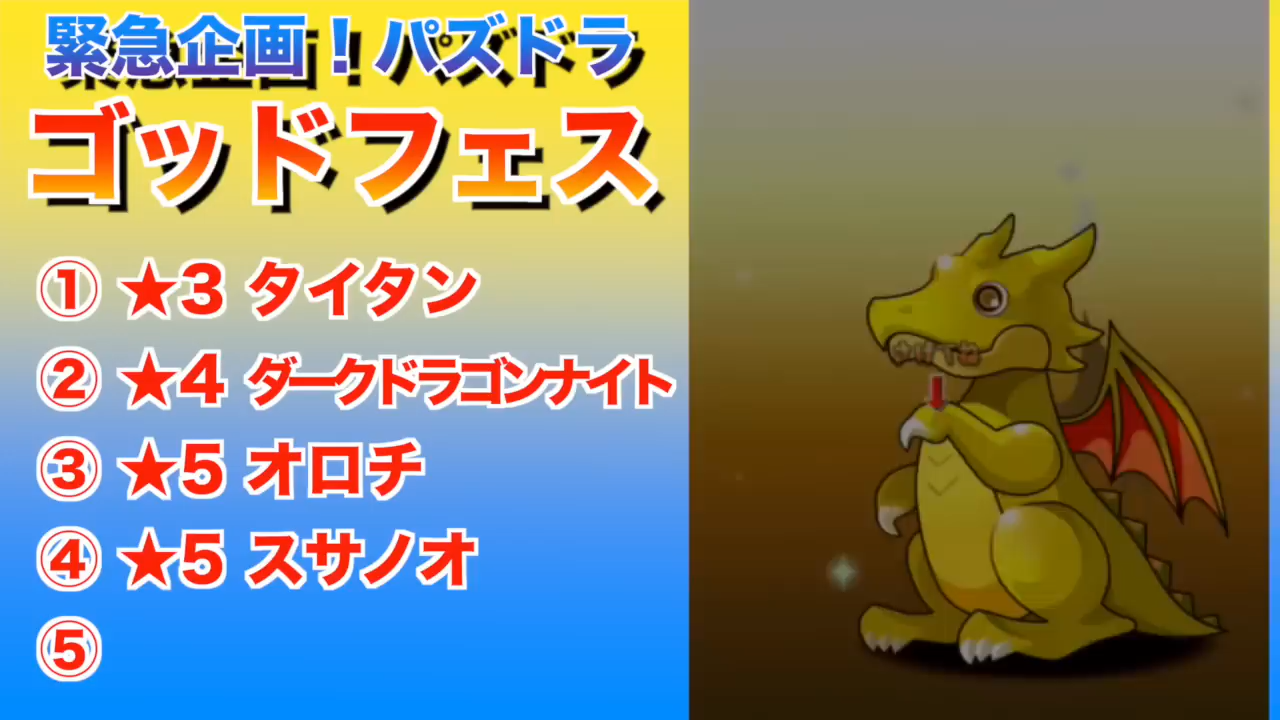 緊急企画！パズドラ
ゴッドフェス
① ★3 タイタン
② ★4 ダークドラゴンナイト
③ ★5 オロチ
④ ★5 スサノオ
⑤